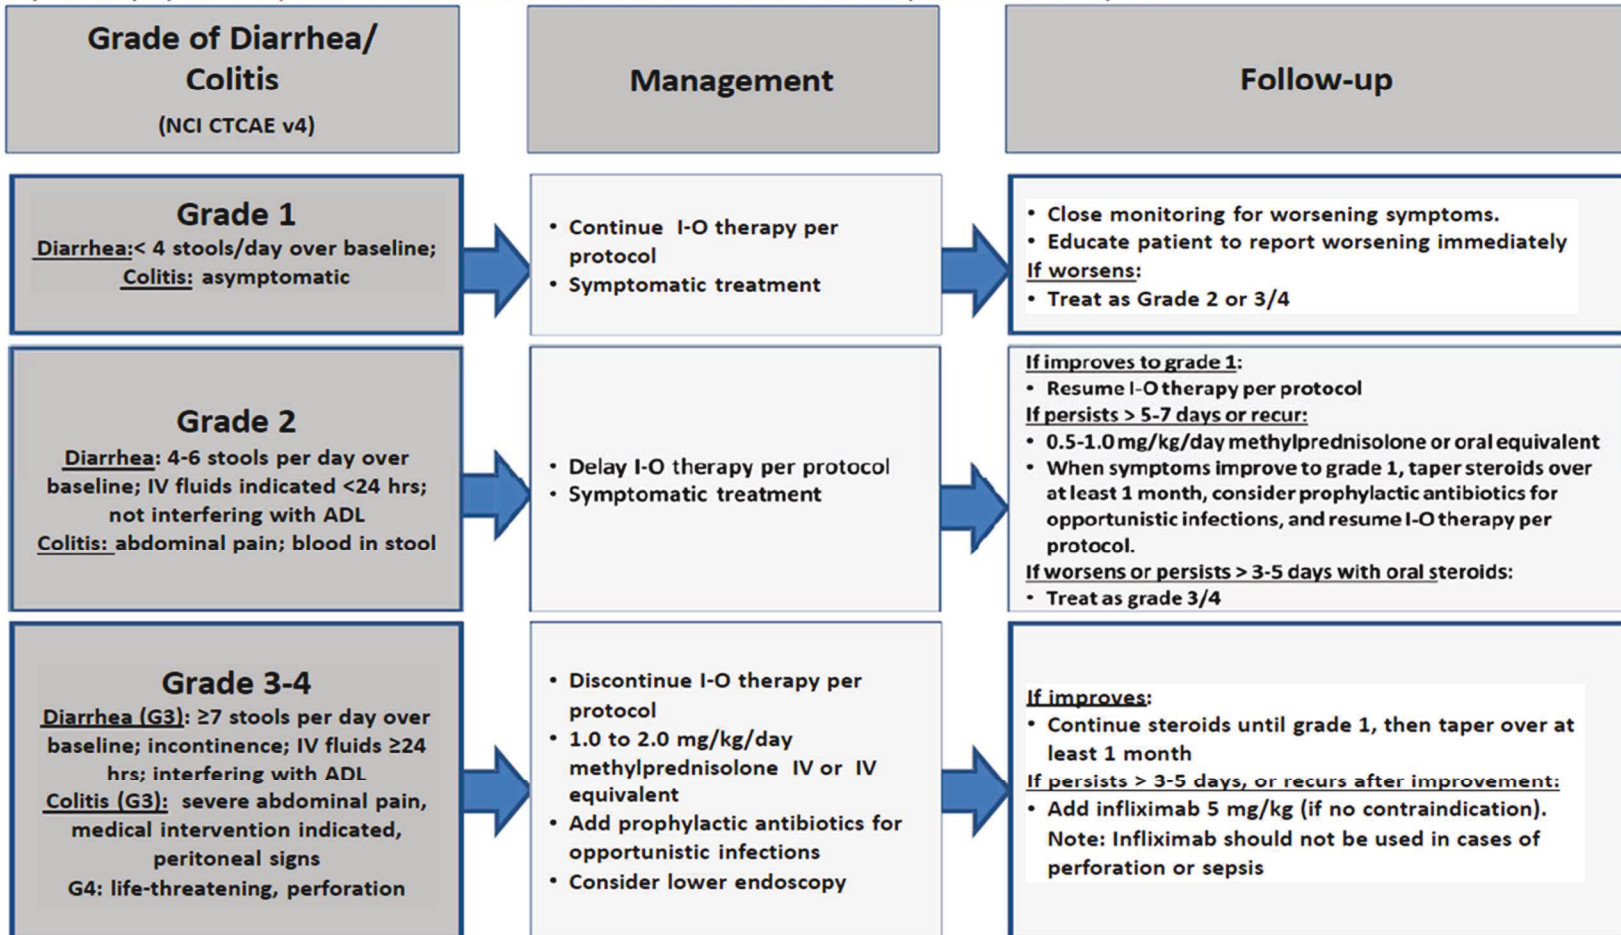 Grade of Diarrhea/
Colitis
(NCI CTCAE v4)
Management
Follow-up
Grade 1
Diarrhea:< 4 stools/day over baseline;
Colitis: asymptomatic
• Continue I-O therapy per
protocol
• Symptomatic treatment
• Close monitoring for worsening symptoms.
• Educate patient to report worsening immediately
If worsens:
• Treat as Grade 2 or 3/4
Grade 2
Diarrhea: 4-6 stools per day over
baseline; IV fluids indicated <24 hrs;
not interfering with ADL
Colitis: abdominal pain; blood in stool
• Delay I-O therapy per protocol
• Symptomatic treatment
If improves to grade 1:
• Resume I-O therapy per protocol
If persists > 5-7 days or recur:
• 0.5-1.0 mg/kg/day methylprednisolone or oral equivalent
• When symptoms improve to grade 1, taper steroids over
at least 1 month, consider prophylactic antibiotics for
opportunistic infections, and resume I-O therapy per
protocol.
If worsens or persists > 3-5 days with oral steroids:
• Treat as grade 3/4
Grade 3-4
Diarrhea (G3): ≥7 stools per day over
baseline; incontinence; IV fluids ≥24
hrs; interfering with ADL
Colitis (G3): severe abdominal pain,
medical intervention indicated,
peritoneal signs
G4: life-threatening, perforation
• Discontinue I-O therapy per
protocol
• 1.0 to 2.0 mg/kg/day
methylprednisolone IV or IV
equivalent
• Add prophylactic antibiotics for
opportunistic infections
• Consider lower endoscopy
If improves:
• Continue steroids until grade 1, then taper over at
least 1 month
If persists > 3-5 days, or recurs after improvement:
• Add infliximab 5 mg/kg (if no contraindication).
Note: Infliximab should not be used in cases of
perforation or sepsis